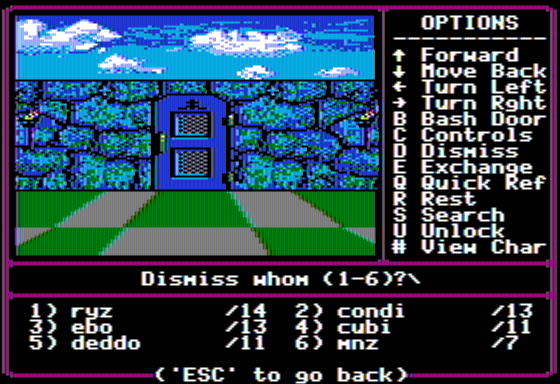 OPTIONS
------------
↑ Forward
↓ Move Back
← Turn Left
→ Turn Rght
B Bash Door
C Controls
D Dismiss
E Exchange
Q Quick Ref
R Rest
S Search
U Unlock
# View Char
Dismiss whom (1-6)?\
1) ryz /14 2) condi /13
3) ebo /13 4) cubi /11
5) deddo /11 6) mnz /7
('ESC' to go back)